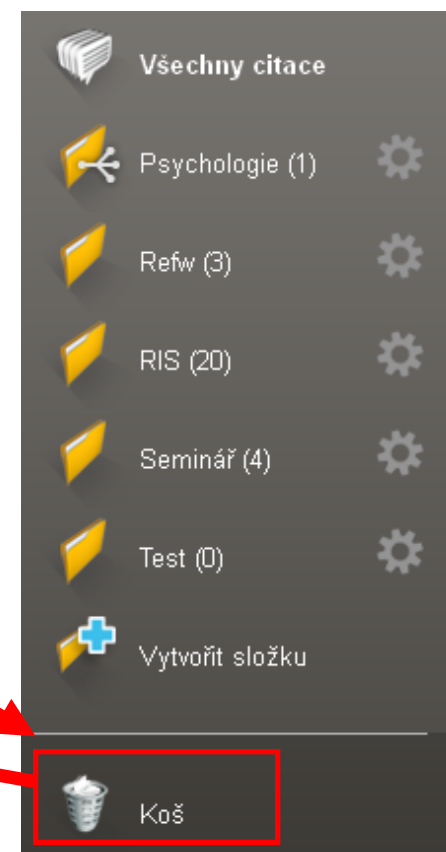 Všechny citace
Psychologie (1)
Refw (3)
RIS (20)
Seminář (4)
Test (0)
Vytvořit složku
Koš